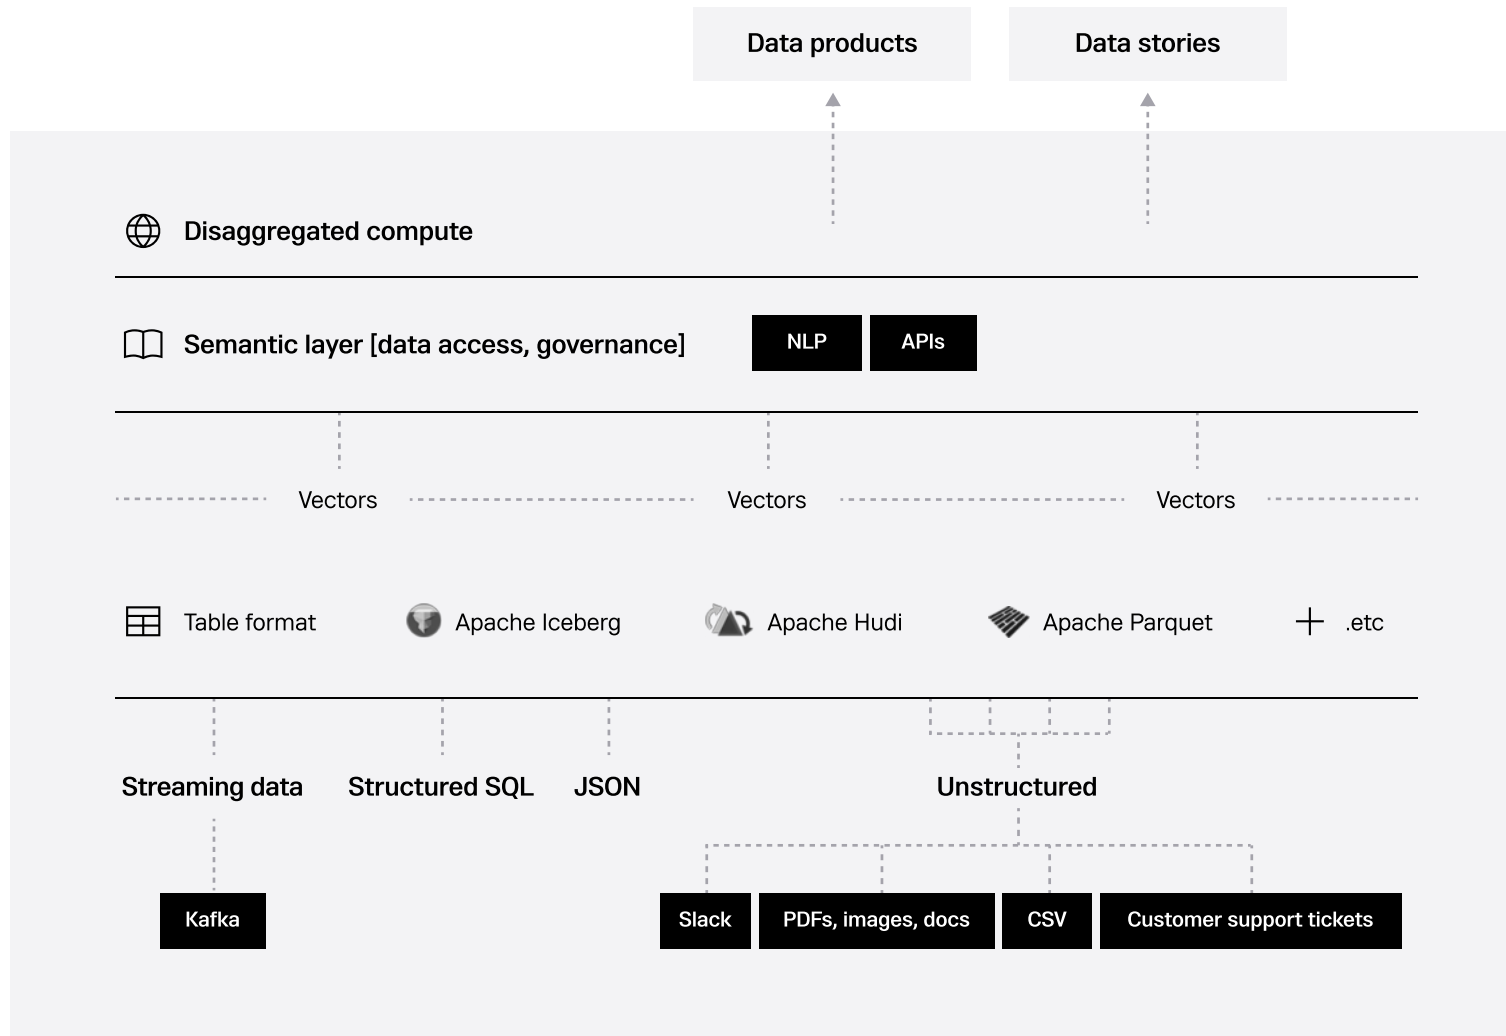 Data products
Data stories
Disaggregated compute
Semantic layer [data access, governance]
NLP
APIs
Vectors
Vectors
Vectors
Table format
Apache Iceberg
Apache Hudi
Apache Parquet
.etc
Streaming data
Structured SQL
JSON
Unstructured
Kafka
Slack
PDFs, images, docs
CSV
Customer support tickets